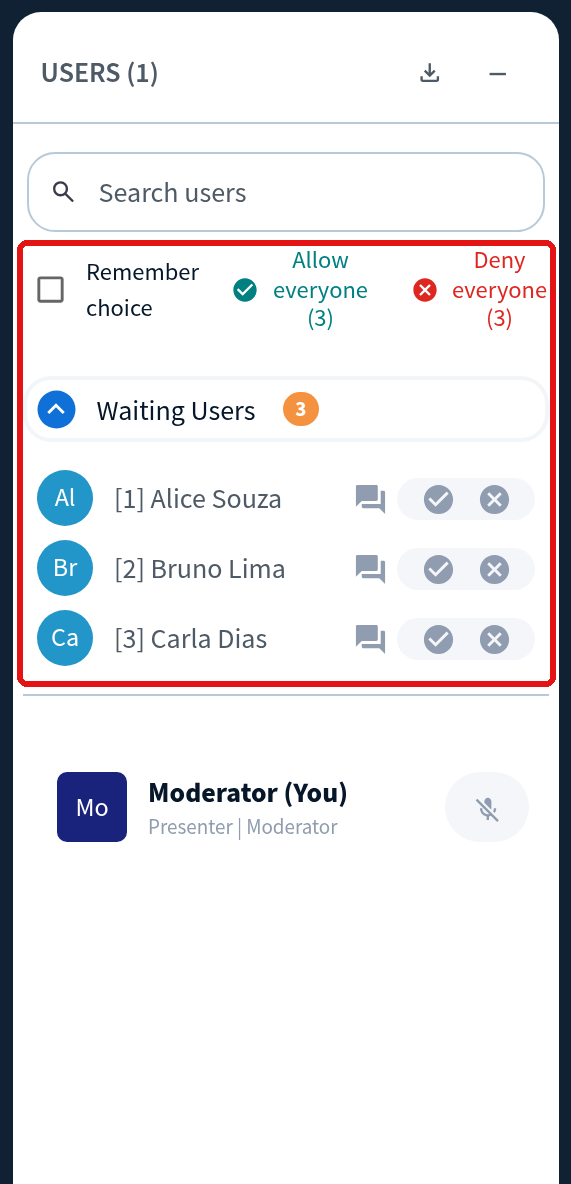 USERS (1)
Search users
Remember
choice
Allow
everyone
(3)
Deny
everyone
(3)
Waiting Users 3
Al [1] Alice Souza
Br [2] Bruno Lima
Ca [3] Carla Dias
Mo Moderator (You)
Presenter | Moderator